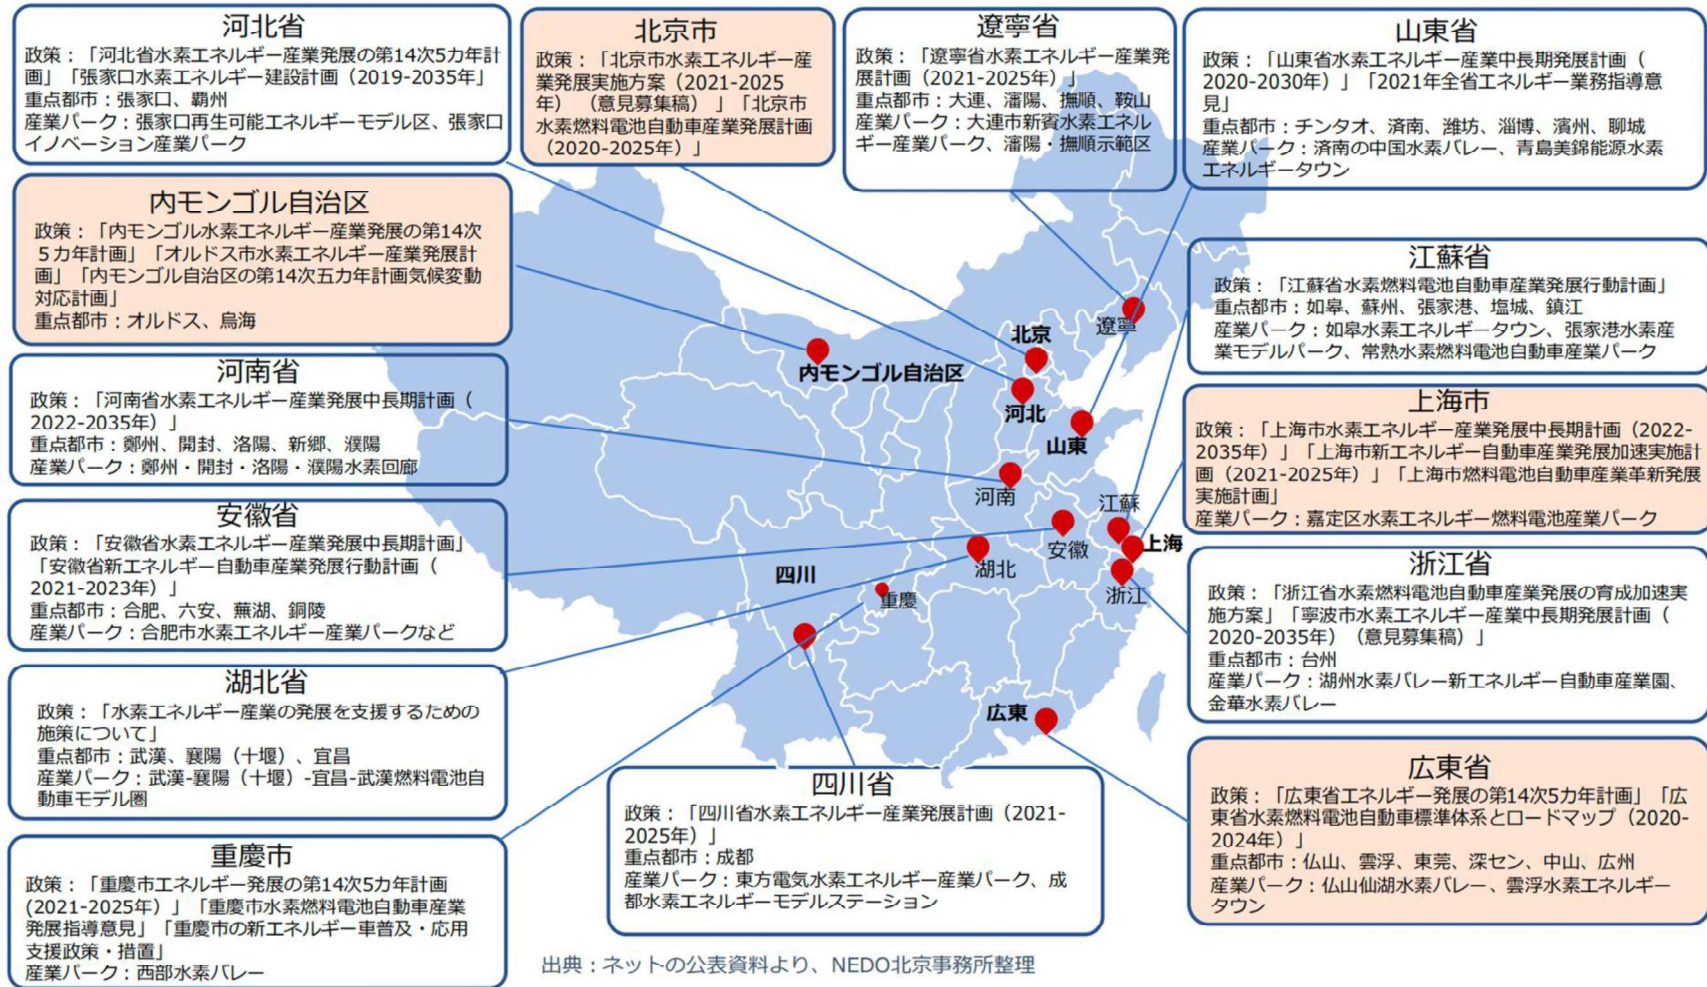 河北省
政策：「河北省水素エネルギー産業発展の第14次5カ年計
画」「張家口水素エネルギー建設計画（2019-2035年」
重点都市：張家口、覇州
産業パーク：張家口再生可能エネルギーモデル区、張家口
イノベーション産業パーク
北京市
政策：「北京市水素エネルギー産
業発展実施方案（2021-2025
年）（意見募集稿）」「北京市
水素燃料電池自動車産業発展計画
（2020-2025年）」
遼寧省
政策：「遼寧省水素エネルギー産業発
展計画（2021-2025年）」
重点都市：大連、瀋陽、撫順、鞍山
産業パーク：大連市新資水素エネル
ギー産業パーク、瀋陽・撫順示範区
山東省
政策：「山東省水素エネルギー産業中長期発展計画（
2020-2030年）」「2021年全省エネルギー業務指導意
見」
重点都市：チンタオ、済南、濰坊、淄博、濱州、聊城
産業パーク：済南の中国水素バレー、青島美錦能源水素
エネルギータウン
内モンゴル自治区
政策：「内モンゴル水素エネルギー産業発展の第14次
５カ年計画」「オルドス市水素エネルギー産業発展計
画」「内モンゴル自治区の第14次五カ年計画気候変動
対応計画」
重点都市：オルドス、烏海
江蘇省
政策：「江蘇省水素燃料電池自動車産業発展行動計画」
重点都市：如皋、蘇州、張家港、塩城、鎮江
産業パーク：如皋水素エネルギータウン、張家港水素産
業モデルパーク、常熟水素燃料電池自動車産業パーク
河南省
政策：「河南省水素エネルギー産業発展中長期計画（
2022-2035年）」
重点都市：鄭州、開封、洛陽、新郷、濮陽
産業パーク：鄭州・開封・洛陽・濮陽水素回廊
上海市
政策：「上海市水素エネルギー産業発展中長期計画（2022-
2035年）」「上海市新エネルギー自動車産業発展加速実施計
画（2021-2025年）」「上海市燃料電池自動車産業革新発展
実施計画」
産業パーク：嘉定区水素エネルギー燃料電池産業パーク
安徽省
政策：「安徽省水素エネルギー産業発展中長期計画」
「安徽省新エネルギー自動車産業発展行動計画（
2021-2023年）」
重点都市：合肥、六安、蕪湖、銅陵
産業パーク：合肥市水素エネルギー産業パークなど
浙江省
政策：「浙江省水素燃料電池自動車産業発展の育成加速実
施方案」「寧波市水素エネルギー産業中長期発展計画（
2020-2035年）（意見募集稿）」
重点都市：台州
産業パーク：湖州水素バレー新エネルギー自動車産業園、
金華水素バレー
湖北省
政策：「水素エネルギー産業の発展を支援するための
施策について」
重点都市：武漢、襄陽（十堰）、宜昌
産業パーク：武漢-襄陽（十堰）-宜昌-武漢燃料電池自
動車モデル圏
四川省
政策：「四川省水素エネルギー産業発展計画（2021-
2025年）」
重点都市：成都
産業パーク：東方電気水素エネルギー産業パーク、成
都水素エネルギーモデルステーション
広東省
政策：「広東省エネルギー発展の第14次5カ年計画」「広
東省水素燃料電池自動車標準体系とロードマップ（2020-
2024年）」
重点都市：仏山、雲浮、東莞、深セン、中山、広州
産業パーク：仏山仙湖水素バレー、雲浮水素エネルギー
タウン
重慶市
政策：「重慶市エネルギー発展の第14次5カ年計画
(2021-2025年）」「重慶市水素燃料電池自動車産業
発展指導意見」「重慶市の新エネルギー車普及・応用
支援政策・措置」
産業パーク：西部水素バレー
遼寧
北京
内モンゴル自治区
河北
山東
河南
江蘇
安徽
上海
湖北
四川
浙江
重慶
広東
出典：ネットの公表資料より、NEDO北京事務所整理